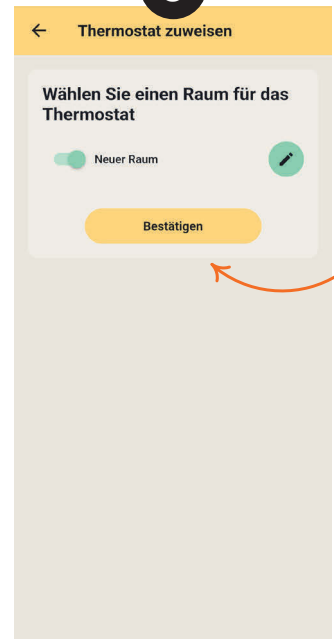 Thermostat zuweisen
Wählen Sie einen Raum für das
Thermostat
Neuer Raum
Bestätigen